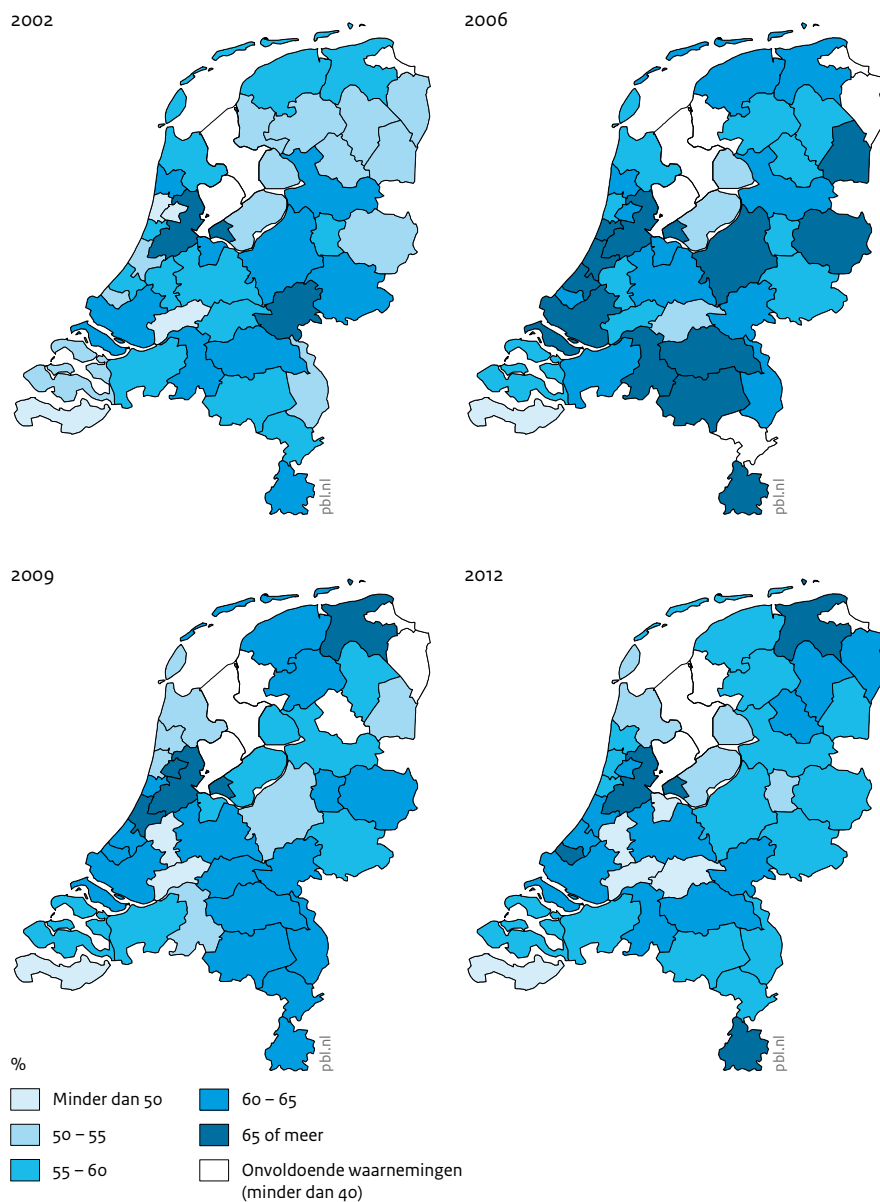 2002
2006
pbl.nl
pbl.nl
2009
2012
pbl.nl
pbl.nl
%
Minder dan 50
50 – 55
55 – 60
60 – 65
65 of meer
Onvoldoende waarnemingen
(minder dan 40)